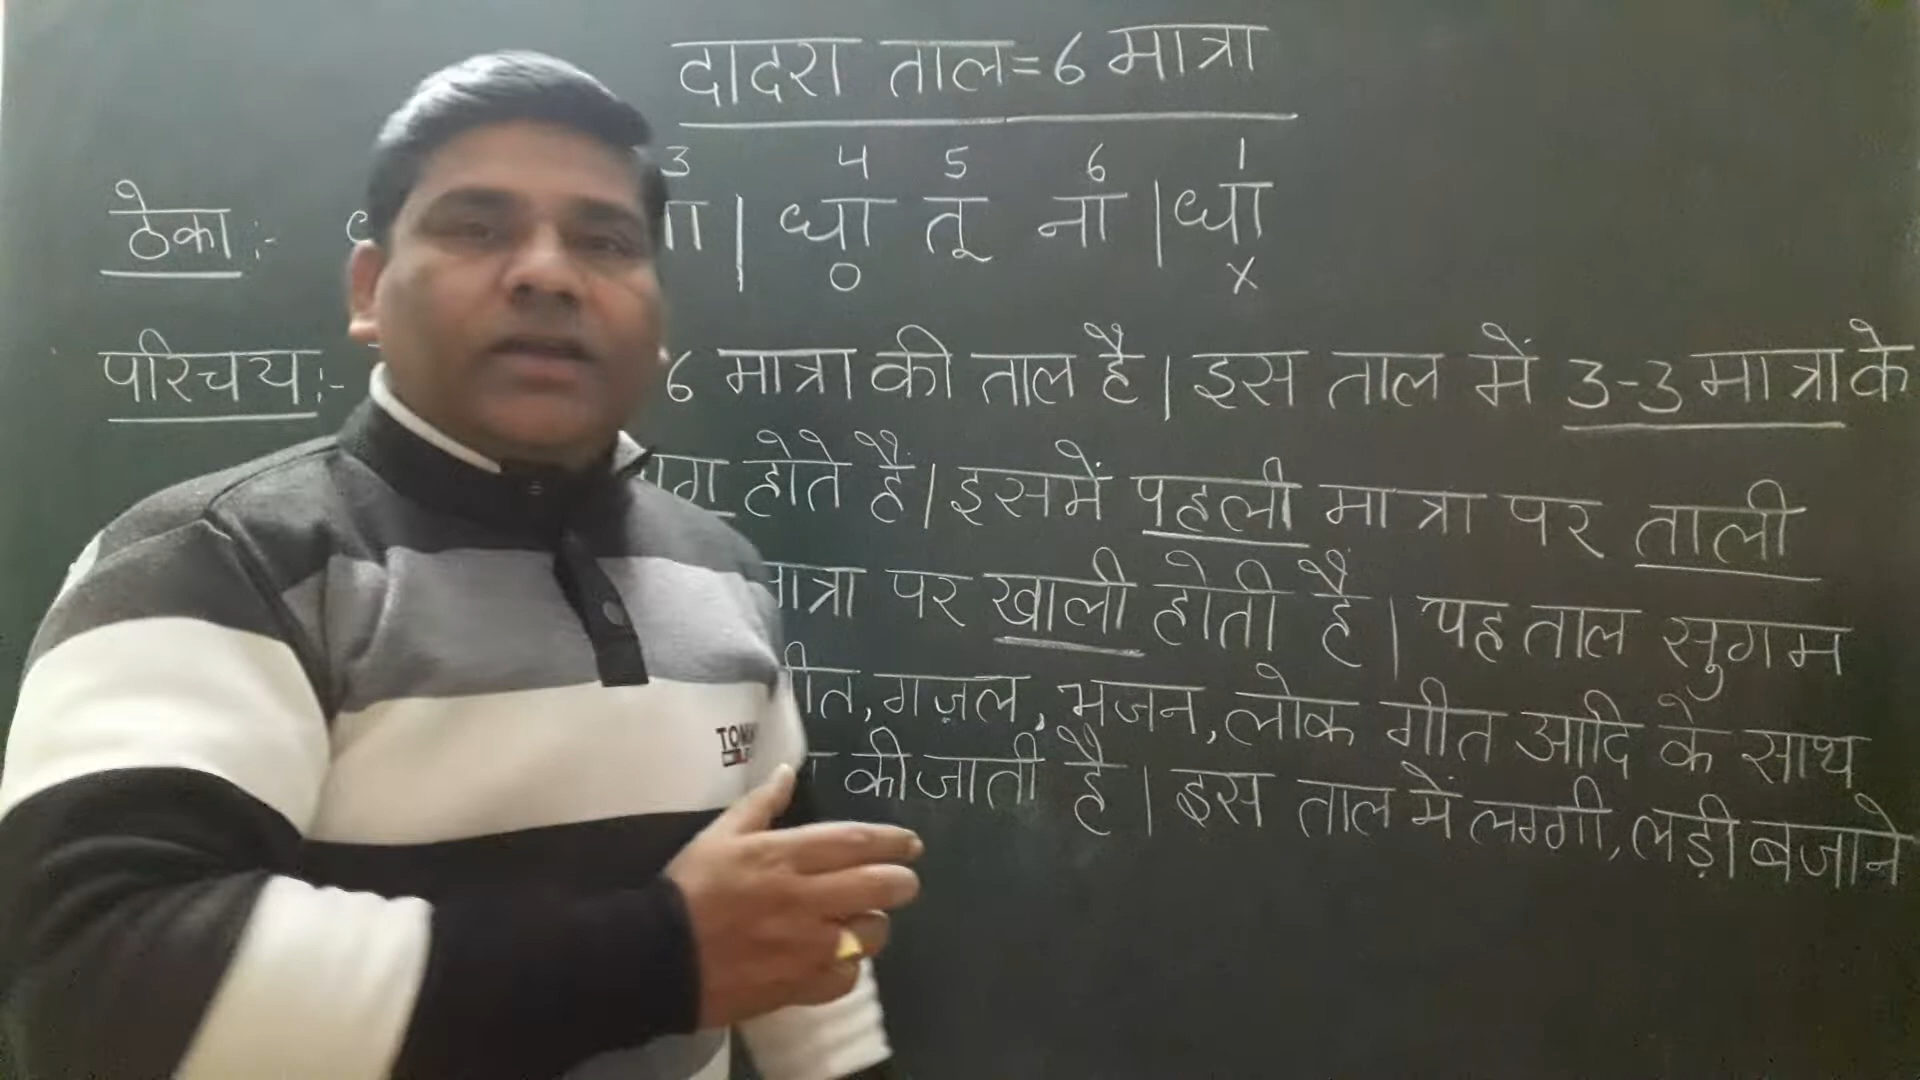 दादरा ताल=6 मात्रा
3 4 5 6 1
ठेका:- | धा तू ना | धा
0 X
परिचय:- 6 मात्रा की ताल है | इस ताल में 3-3 मात्रा के
होते हैं | इसमें पहली मात्रा पर ताली
मात्रा पर खाली होती है | यह ताल सुगम
गीत, गज़ल, भजन, लोक गीत आदि के साथ
की जाती है | इस ताल में लग्गी, लड़ी बजाने